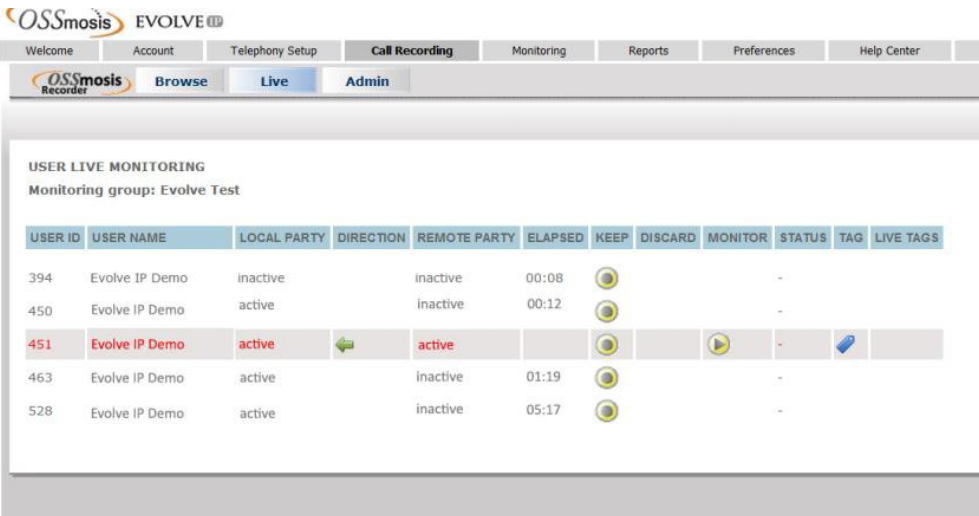 OSSmosis EVOLVE IP
Welcome Account Telephony Setup Call Recording Monitoring Reports Preferences Help Center
OSSmosis Recorder Browse Live Admin
USER LIVE MONITORING
Monitoring group: Evolve Test
USER ID USER NAME LOCAL PARTY DIRECTION REMOTE PARTY ELAPSED KEEP DISCARD MONITOR STATUS TAG LIVE TAGS
394 Evolve IP Demo inactive inactive 00:08 -
450 Evolve IP Demo active inactive 00:12 -
451 Evolve IP Demo active active -
463 Evolve IP Demo active inactive 01:19 -
528 Evolve IP Demo active inactive 05:17 -